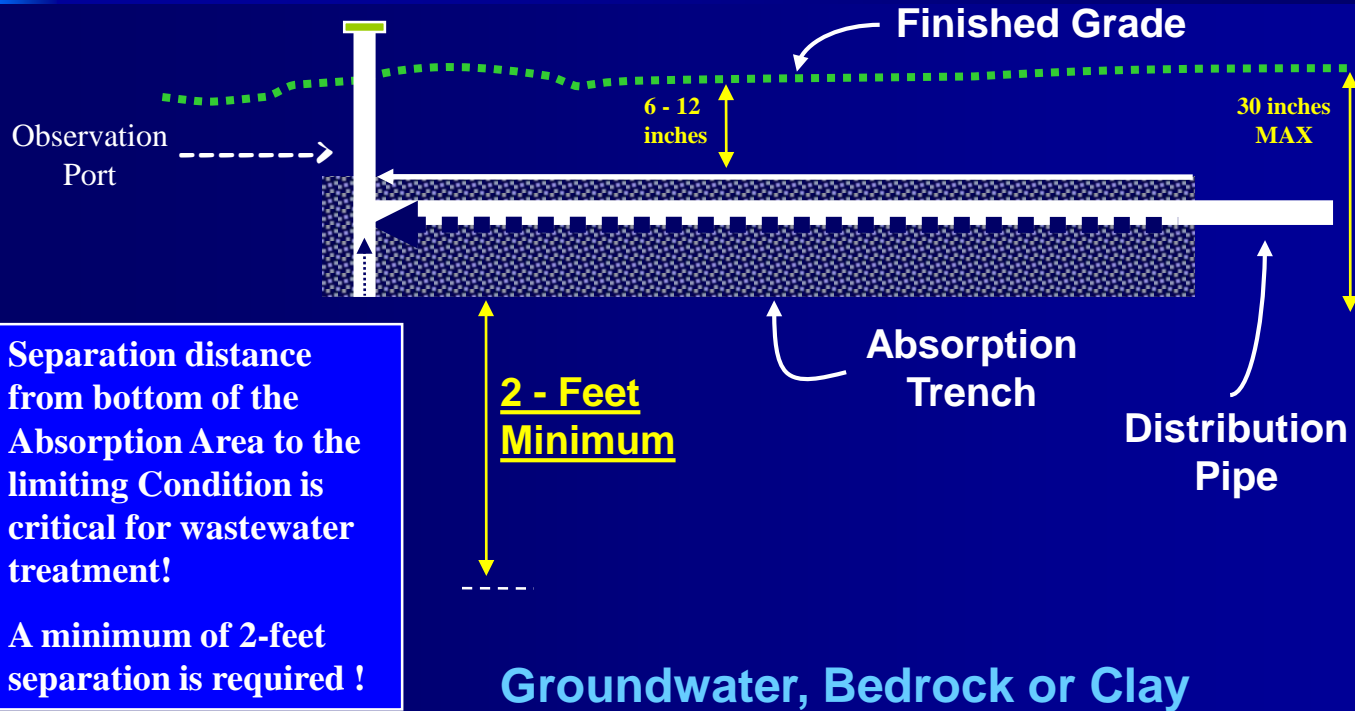 Finished Grade
6 - 12
inches
30 inches
MAX
Observation
Port
Absorption
Trench
Distribution
Pipe
2 - Feet
Minimum
Separation distance
from bottom of the
Absorption Area to the
limiting Condition is
critical for wastewater
treatment!
A minimum of 2-feet
separation is required !
Groundwater, Bedrock or Clay